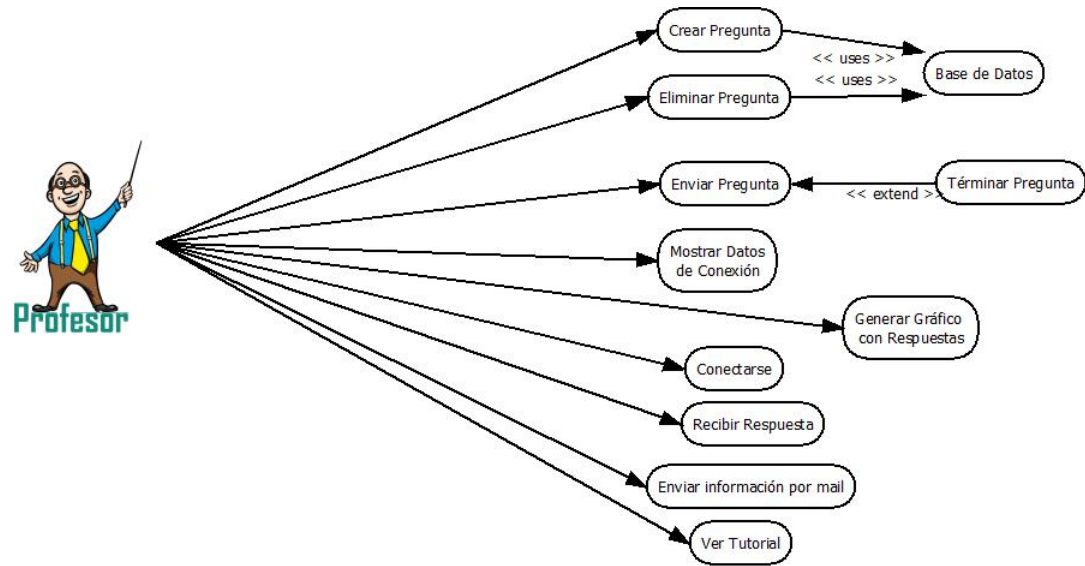 Crear Pregunta
<< uses >>
Base de Datos
<< uses >>
Eliminar Pregunta
Enviar Pregunta
<< extend >>
Términar Pregunta
Mostrar Datos
de Conexión
Profesor
Generar Gráfico
con Respuestas
Conectarse
Recibir Respuesta
Enviar información por mail
Ver Tutorial